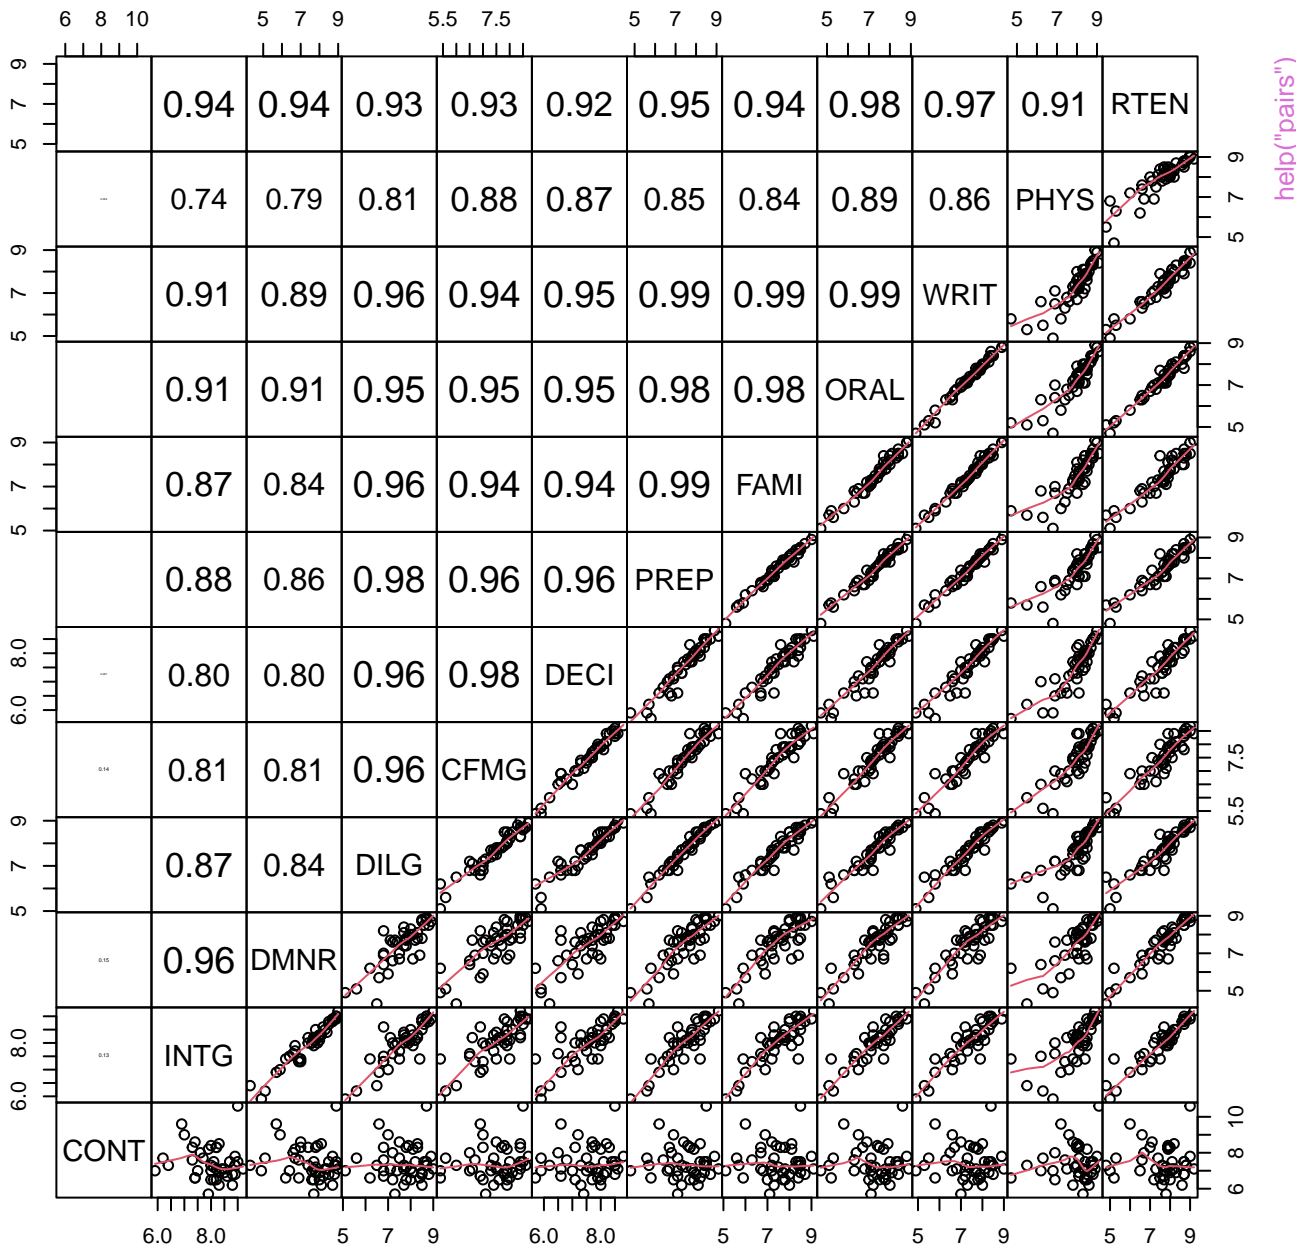 6 8 10 5 7 9 5.5 7.5 5 7 9 5 7 9 5 7 9
help("pairs")
5 7 9 0.94 0.94 0.93 0.93 0.92 0.95 0.94 0.98 0.97 0.91 RTEN
0.74 0.79 0.81 0.88 0.87 0.85 0.84 0.89 0.86 PHYS 5 7 9
5 7 9 0.91 0.89 0.96 0.94 0.95 0.99 0.99 0.99 WRIT
0.91 0.91 0.95 0.95 0.95 0.98 0.98 ORAL 5 7 9
5 7 9 0.87 0.84 0.96 0.94 0.94 0.99 FAMI
0.88 0.86 0.98 0.96 0.96 PREP 5 7 9
6.0 8.0 0.80 0.80 0.96 0.98 DECI
0.14 0.81 0.81 0.96 CFMG 5.5 7.5
5 7 9 0.87 0.84 DILG
0.15 0.96 DMNR 5 7 9
6.0 8.0 0.13 INTG
CONT 6 8 10
6.0 8.0 5 7 9 6.0 8.0 5 7 9 5 7 9 5 7 9